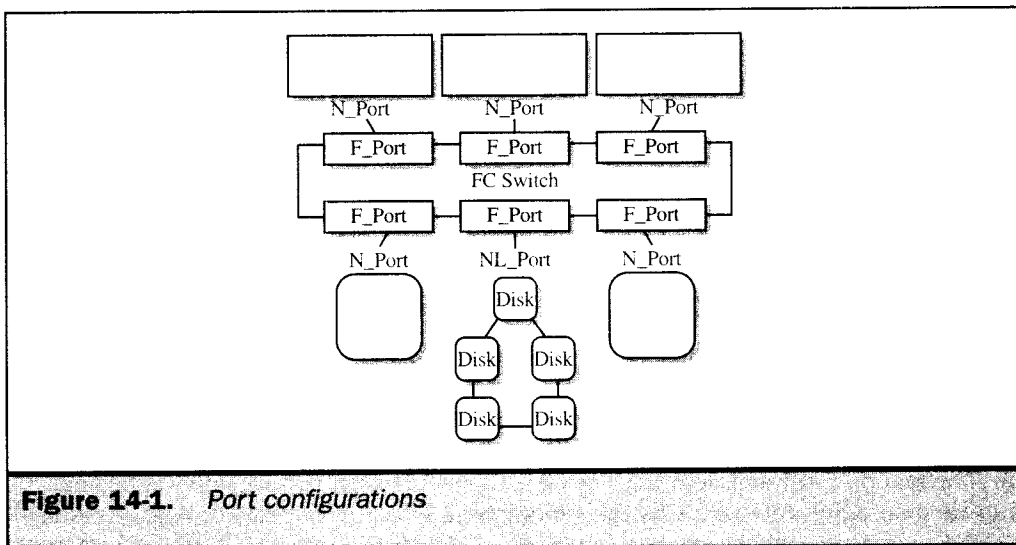 N_Port N_Port N_Port
F_Port F_Port F_Port
FC Switch
F_Port F_Port F_Port
N_Port NL_Port N_Port
Disk
Disk Disk
Disk Disk
Figure 14-1. Port configurations